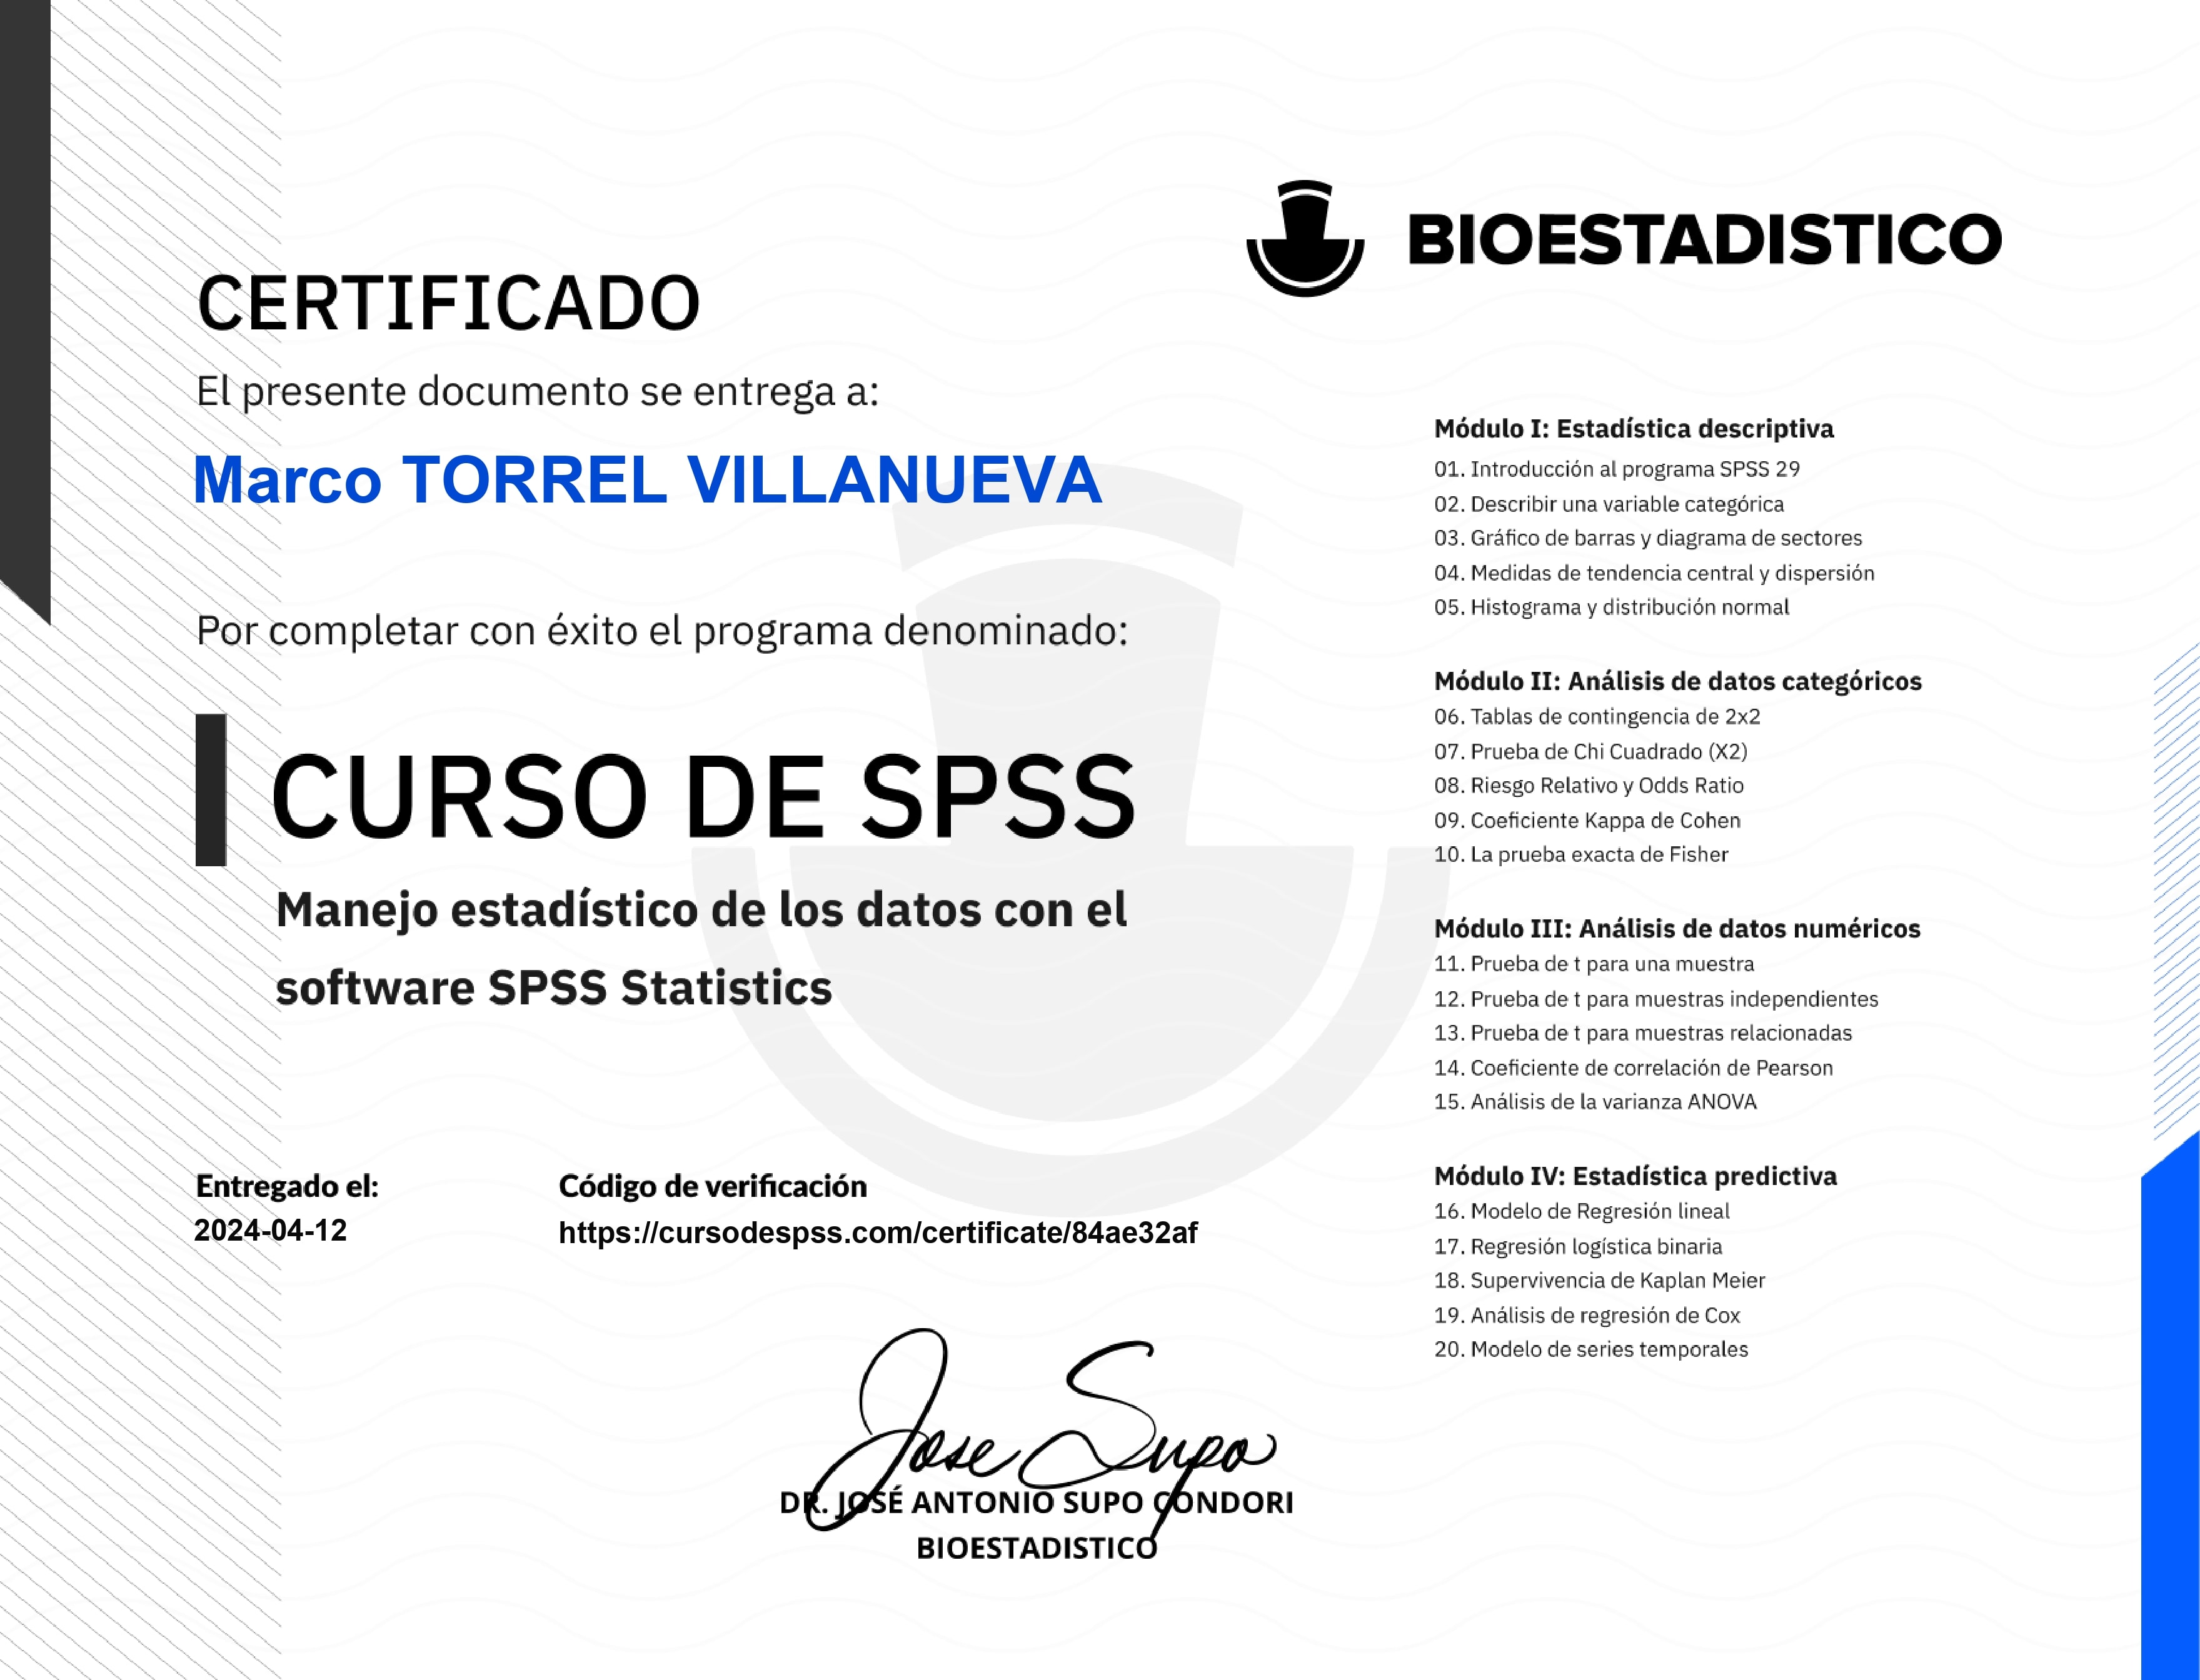 BIOESTADISTICO
CERTIFICADO
El presente documento se entrega a:
Marco TORREL VILLANUEVA
Por completar con éxito el programa denominado:
CURSO DE SPSS
Manejo estadístico de los datos con el
software SPSS Statistics
Entregado el:
2024-04-12
Código de verificación
https://cursodespss.com/certificate/84ae32af
Jose Supo
DR. JOSÉ ANTONIO SUPO CONDORI
BIOESTADISTICO
Módulo I: Estadística descriptiva
01. Introducción al programa SPSS 29
02. Describir una variable categórica
03. Gráfico de barras y diagrama de sectores
04. Medidas de tendencia central y dispersión
05. Histograma y distribución normal
Módulo II: Análisis de datos categóricos
06. Tablas de contingencia de 2x2
07. Prueba de Chi Cuadrado (X2)
08. Riesgo Relativo y Odds Ratio
09. Coeficiente Kappa de Cohen
10. La prueba exacta de Fisher
Módulo III: Análisis de datos numéricos
11. Prueba de t para una muestra
12. Prueba de t para muestras independientes
13. Prueba de t para muestras relacionadas
14. Coeficiente de correlación de Pearson
15. Análisis de la varianza ANOVA
Módulo IV: Estadística predictiva
16. Modelo de Regresión lineal
17. Regresión logística binaria
18. Supervivencia de Kaplan Meier
19. Análisis de regresión de Cox
20. Modelo de series temporales